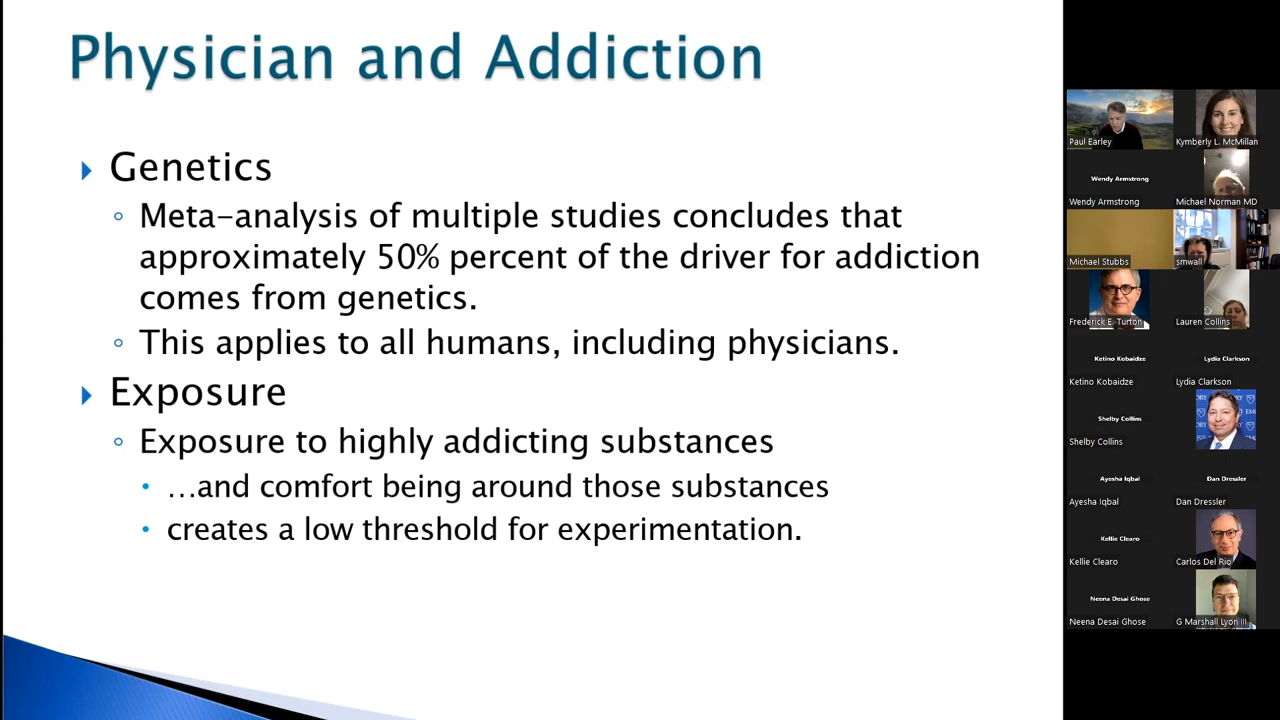 Physician and Addiction
Genetics
Meta-analysis of multiple studies concludes that
approximately 50% percent of the driver for addiction
comes from genetics.
This applies to all humans, including physicians.
Exposure
Exposure to highly addicting substances
…and comfort being around those substances
creates a low threshold for experimentation.
Paul Earley
Kymberly L. McMillan
Wendy Armstrong
Wendy Armstrong
Michael Norman MD
Michael Stubbs
smwall
Frederick E. Turton
Lauren Collins
Ketino Kobaidze
Lydia Clarkson
Ketino Kobaidze
Lydia Clarkson
Shelby Collins
Shelby Collins
Ayesha Iqbal
Dan Dressler
Ayesha Iqbal
Dan Dressler
Kellie Clearo
Kellie Clearo
Carlos Del Rio
Neena Desai Ghose
Neena Desai Ghose
G Marshall Lyon III